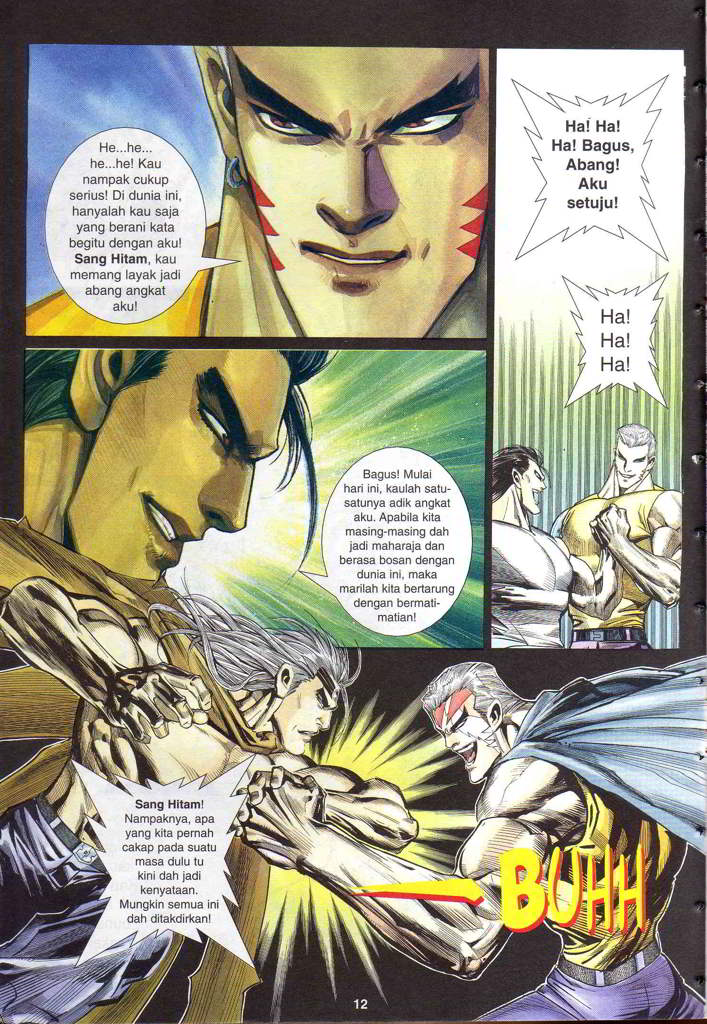 He...he...
he...he! Kau
nampak cukup
serius! Di dunia ini,
hanyalah kau saja
yang berani kata
begitu dengan aku!
Sang Hitam, kau
memang layak jadi
abang angkat
aku!
Ha! Ha!
Ha! Bagus,
Abang!
Aku
setuju!
Ha!
Ha!
Ha!
Bagus! Mulai
hari ini, kaulah satu-
satunya adik angkat
aku. Apabila kita
masing-masing dah
jadi maharaja dan
berasa bosan dengan
dunia ini, maka
marilah kita bertarung
dengan bermati-
matian!
Sang Hitam!
Nampaknya, apa
yang kita pernah
cakap pada suatu
masa dulu tu
kini dah jadi
kenyataan.
Mungkin semua ini
dah ditakdirkan!
BUHH
12